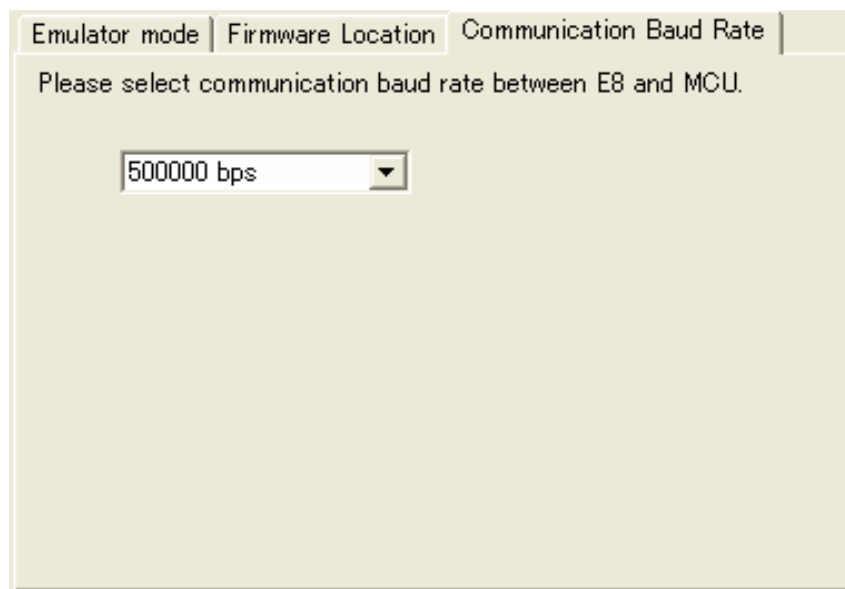 Emulator mode Firmware Location Communication Baud Rate
Please select communication baud rate between E8 and MCU.
500000 bps